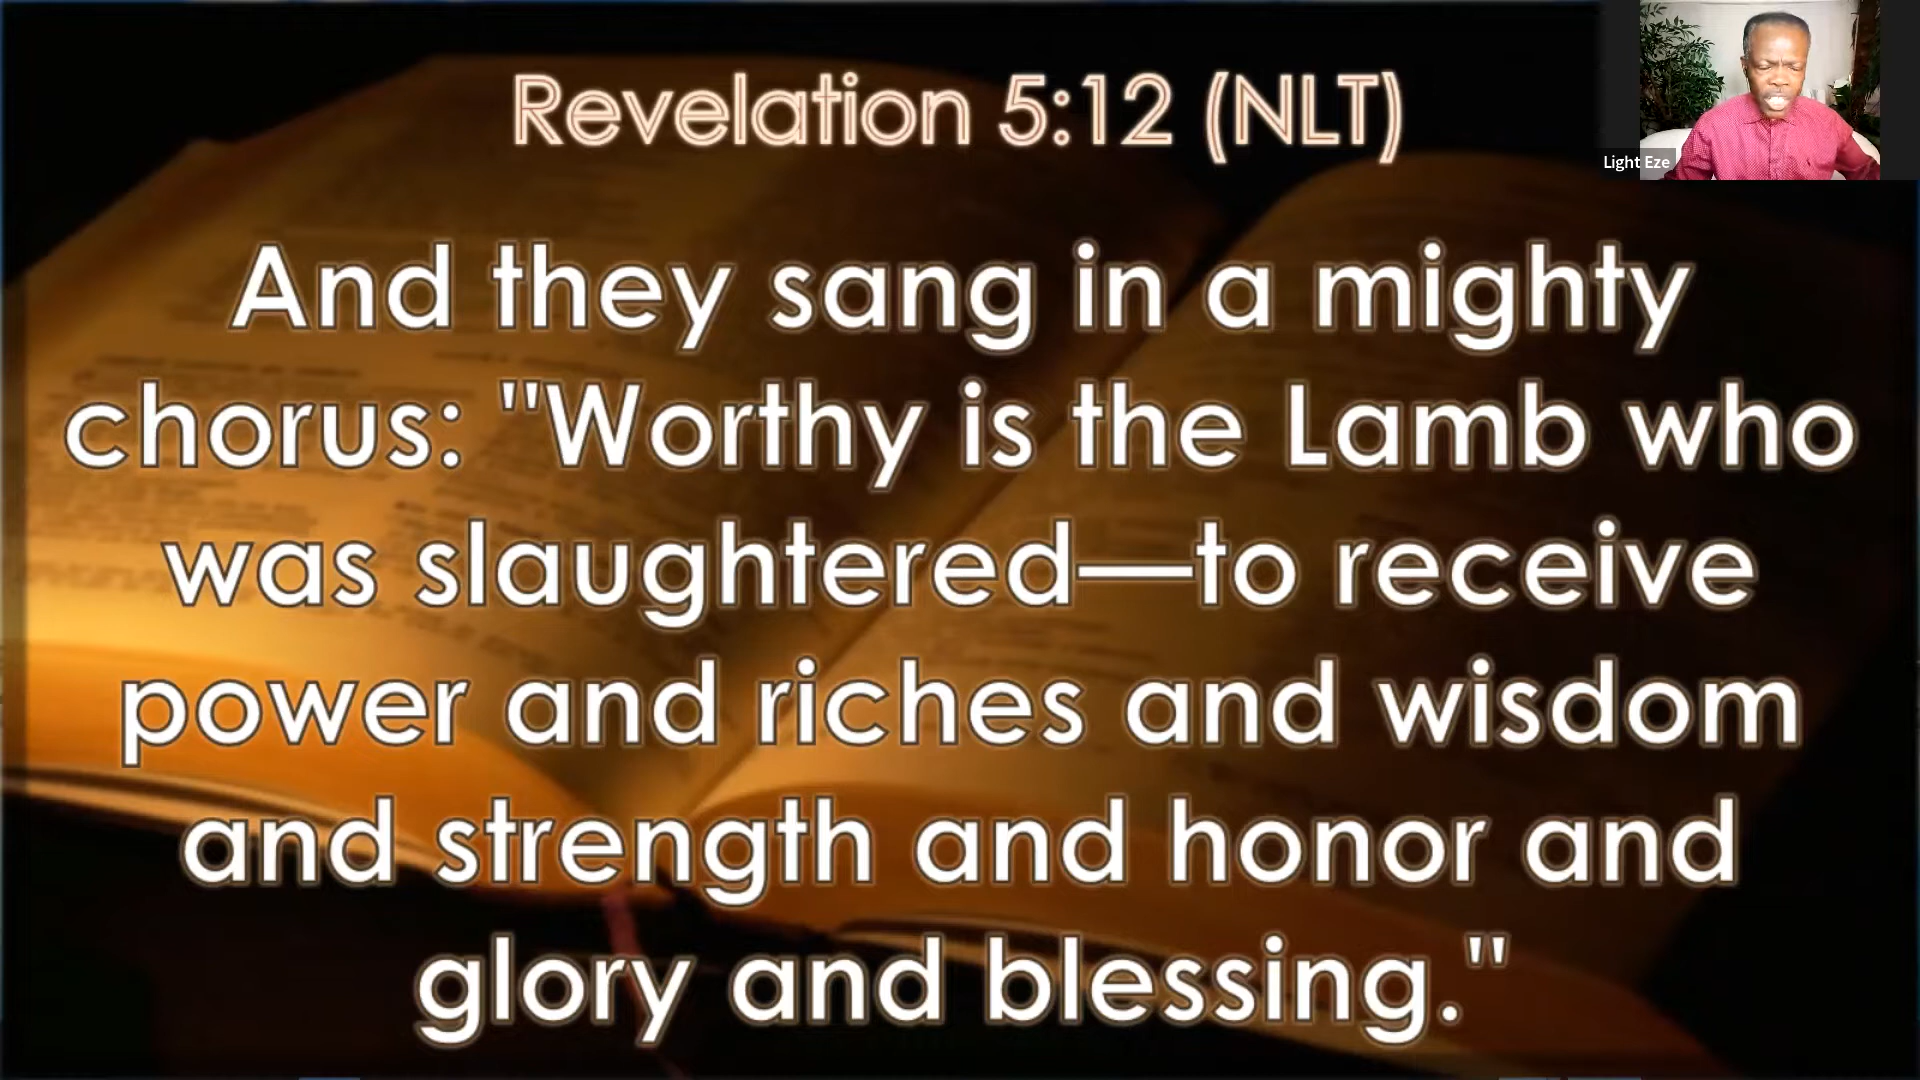 Revelation 5:12 (NLT)
Light Eze
And they sang in a mighty
chorus: "Worthy is the Lamb who
was slaughtered—to receive
power and riches and wisdom
and strength and honor and
glory and blessing."